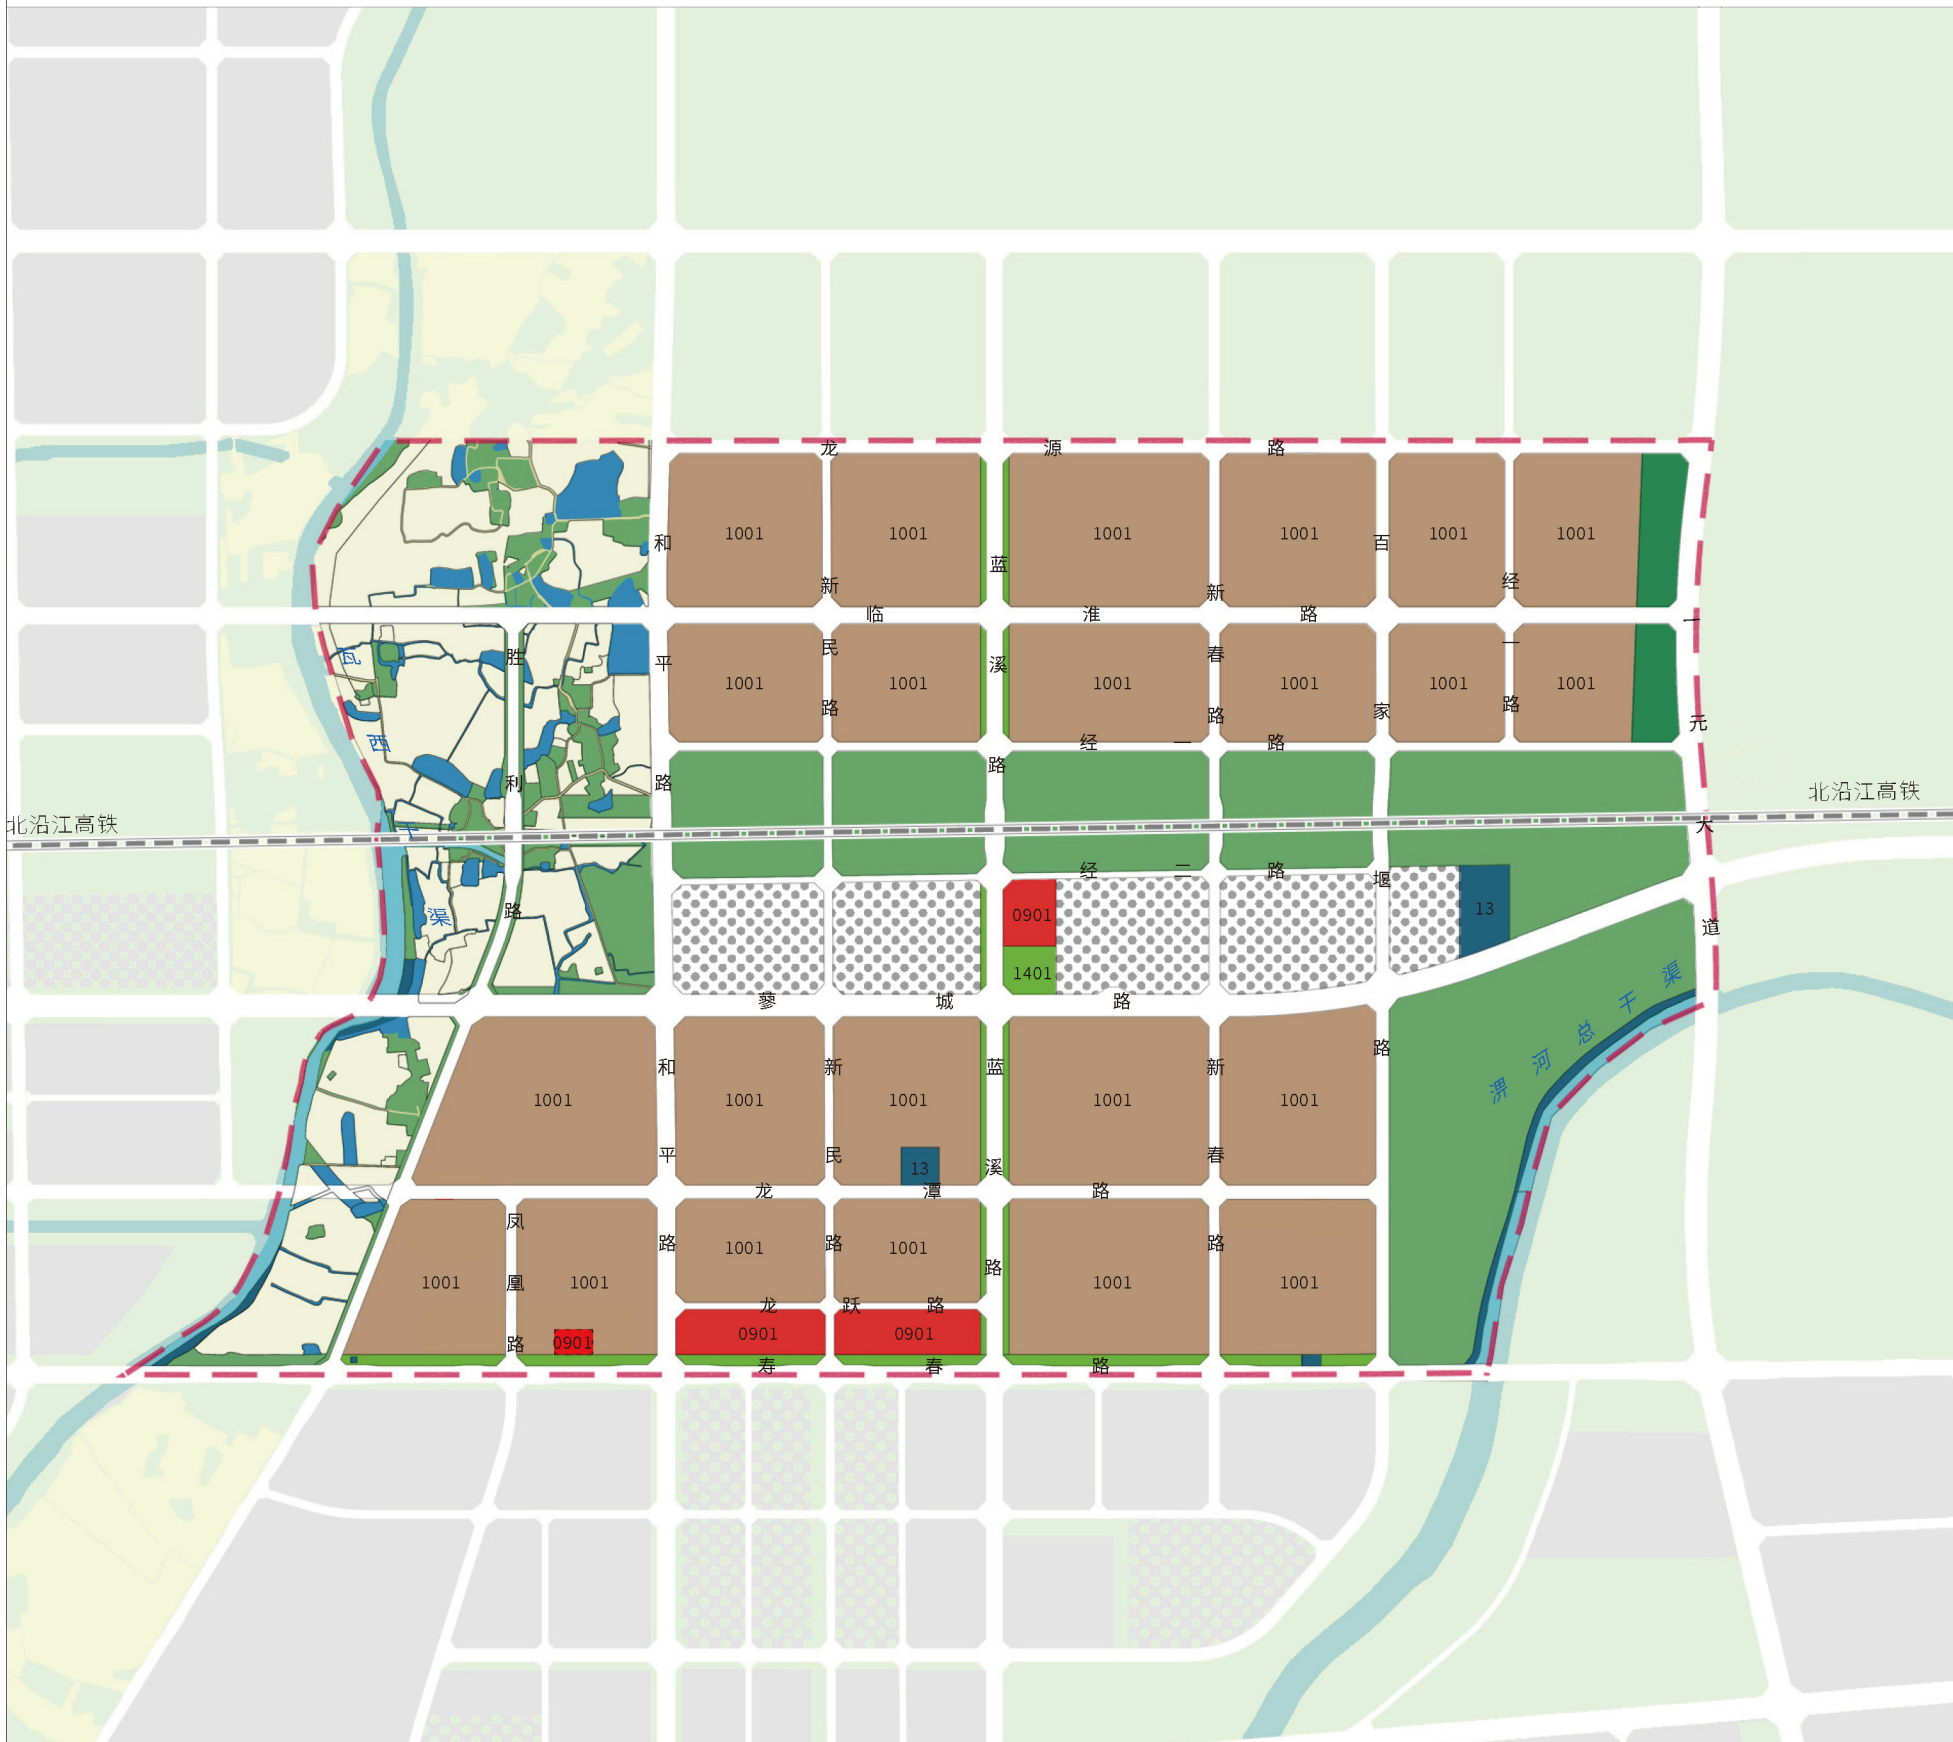 龙源路
1001 1001 1001 1001 1001 1001
和平路
新民路
蓝溪路
新春路
百家堰路
经一路
一元大道
临淮路
1001 1001 1001 1001 1001 1001
瓦西干渠
胜利路
经一路
北沿江高铁
北沿江高铁
经二路
0901
13
1401
蓼城路
淠河总干渠
和平路
新民路
蓝溪路
新春路
1001 1001 1001 1001 1001
13
龙潭路
凤凰路
1001 1001
1001 1001 1001 1001
龙跃路
0901 0901 0901
寿春路